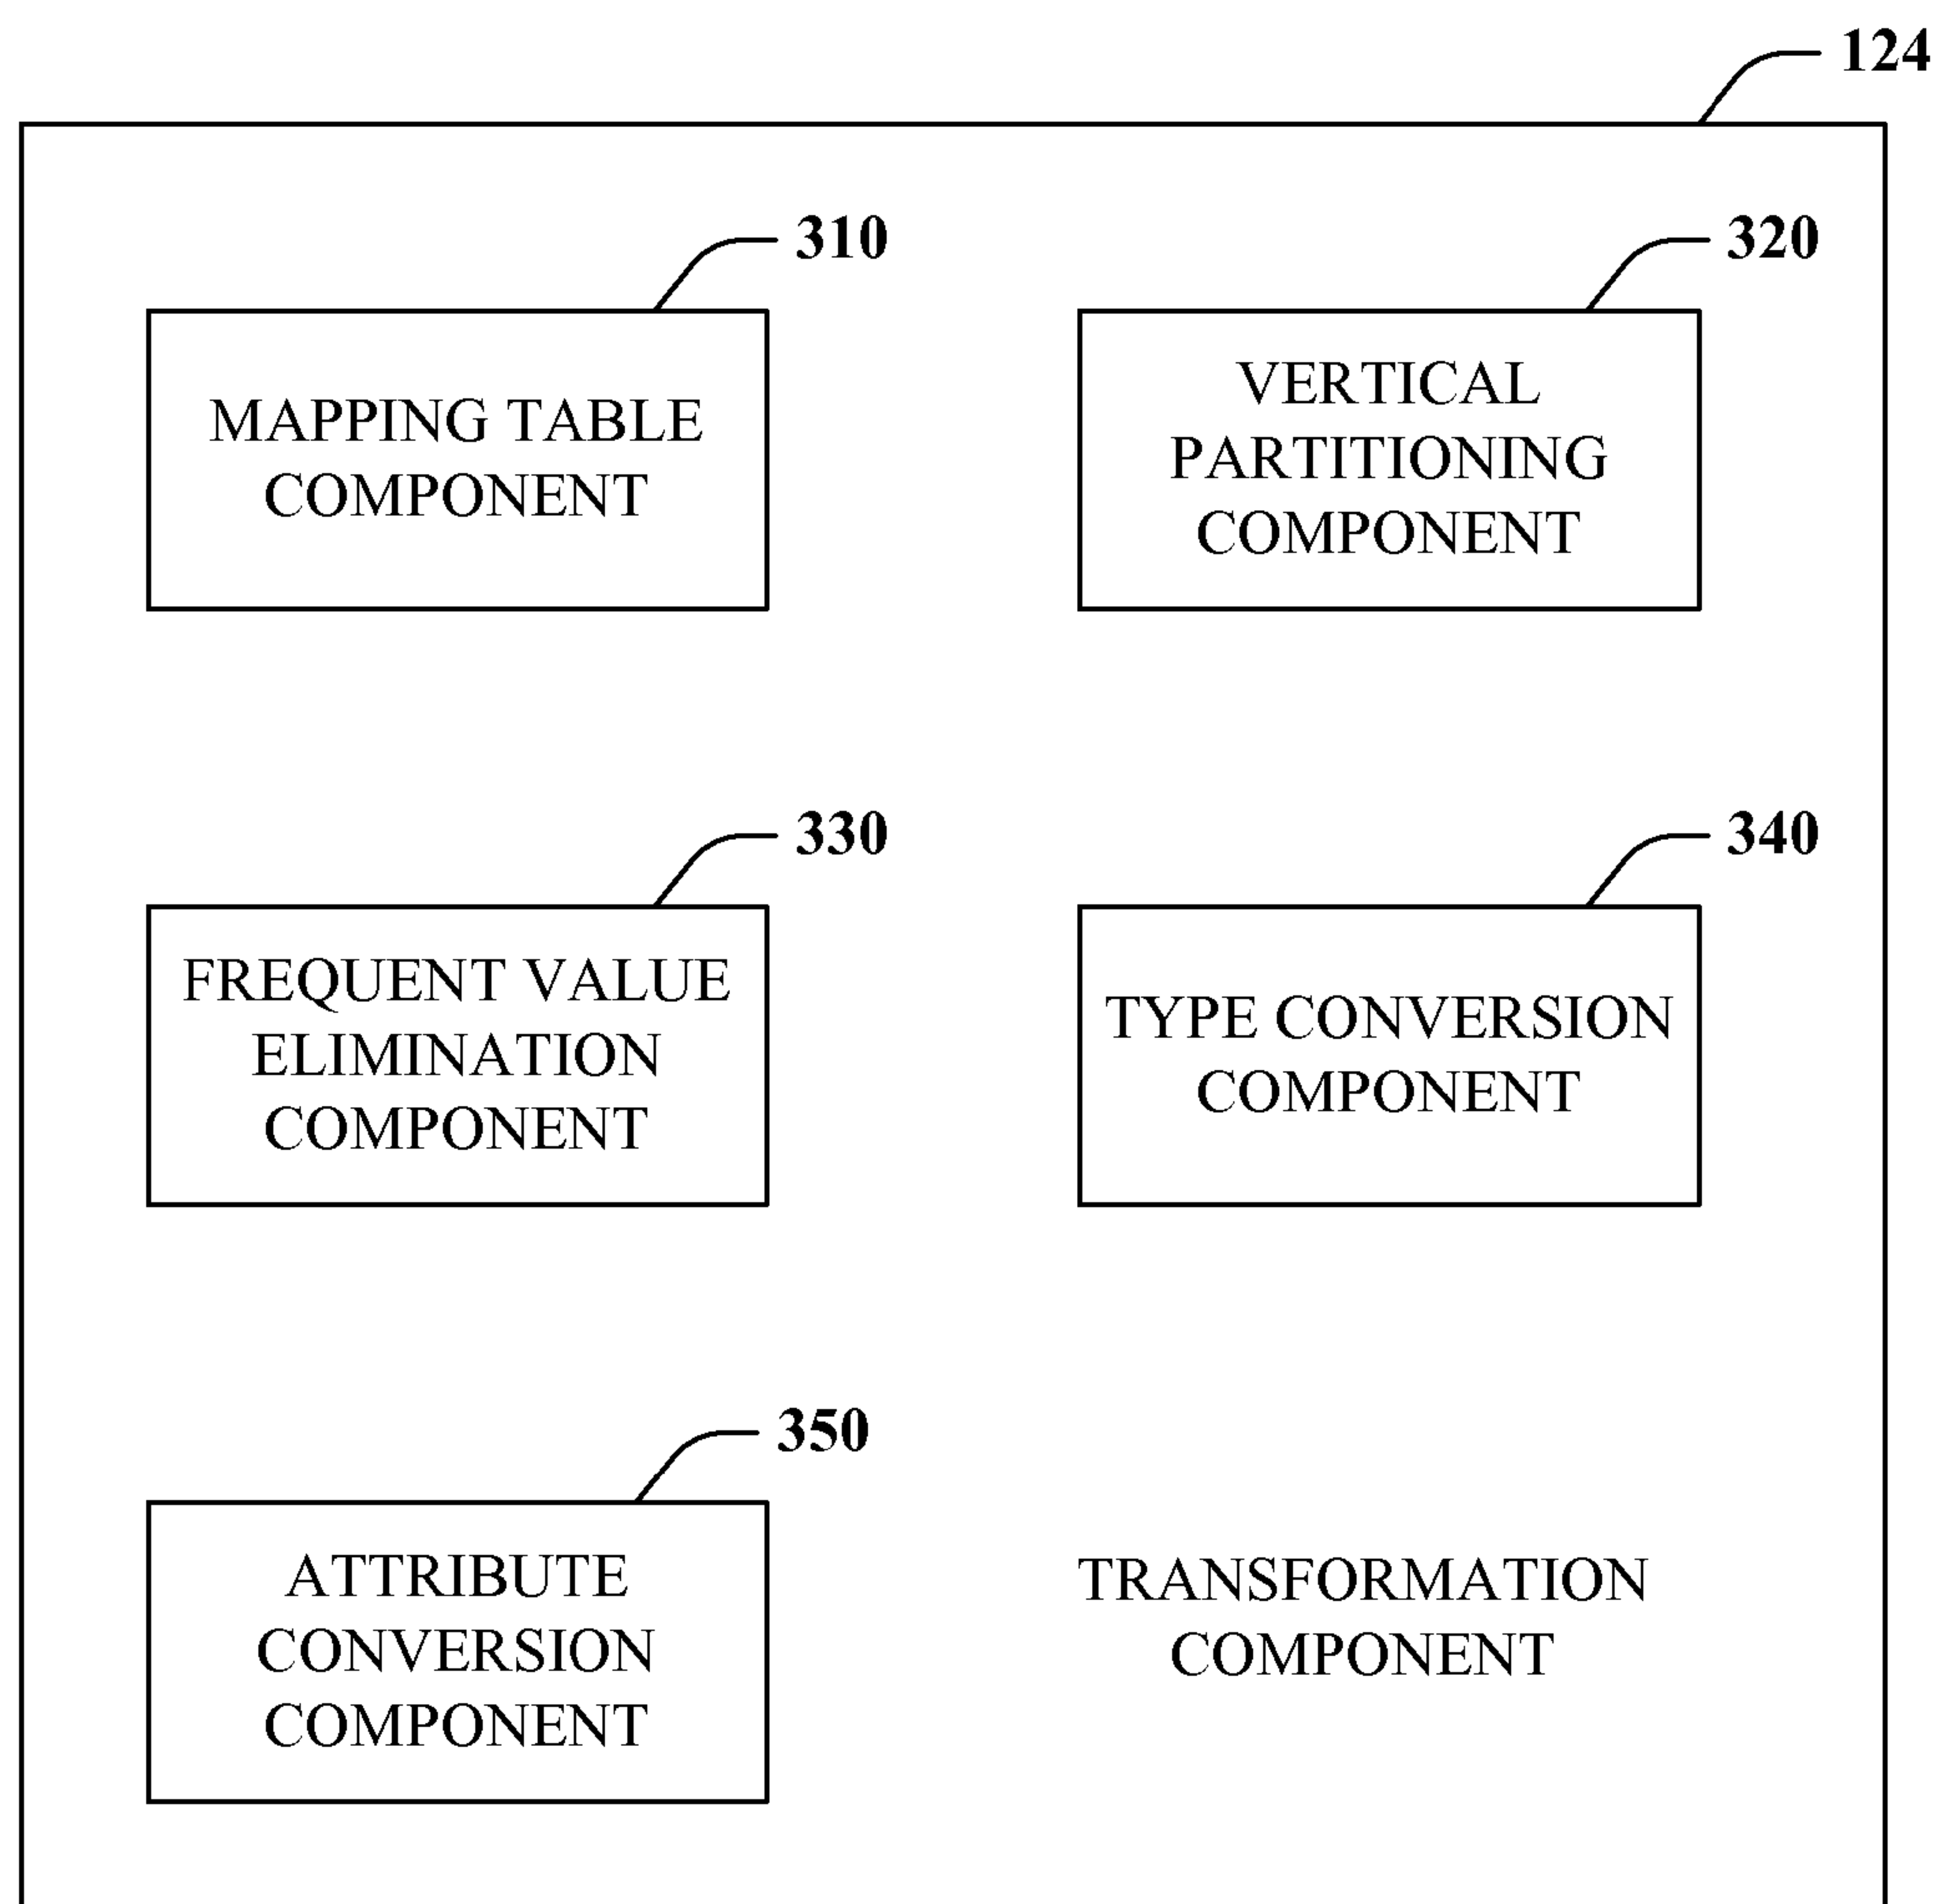 124
310
MAPPING TABLE
COMPONENT
320
VERTICAL
PARTITIONING
COMPONENT
330
FREQUENT VALUE
ELIMINATION
COMPONENT
340
TYPE CONVERSION
COMPONENT
350
ATTRIBUTE
CONVERSION
COMPONENT
TRANSFORMATION
COMPONENT